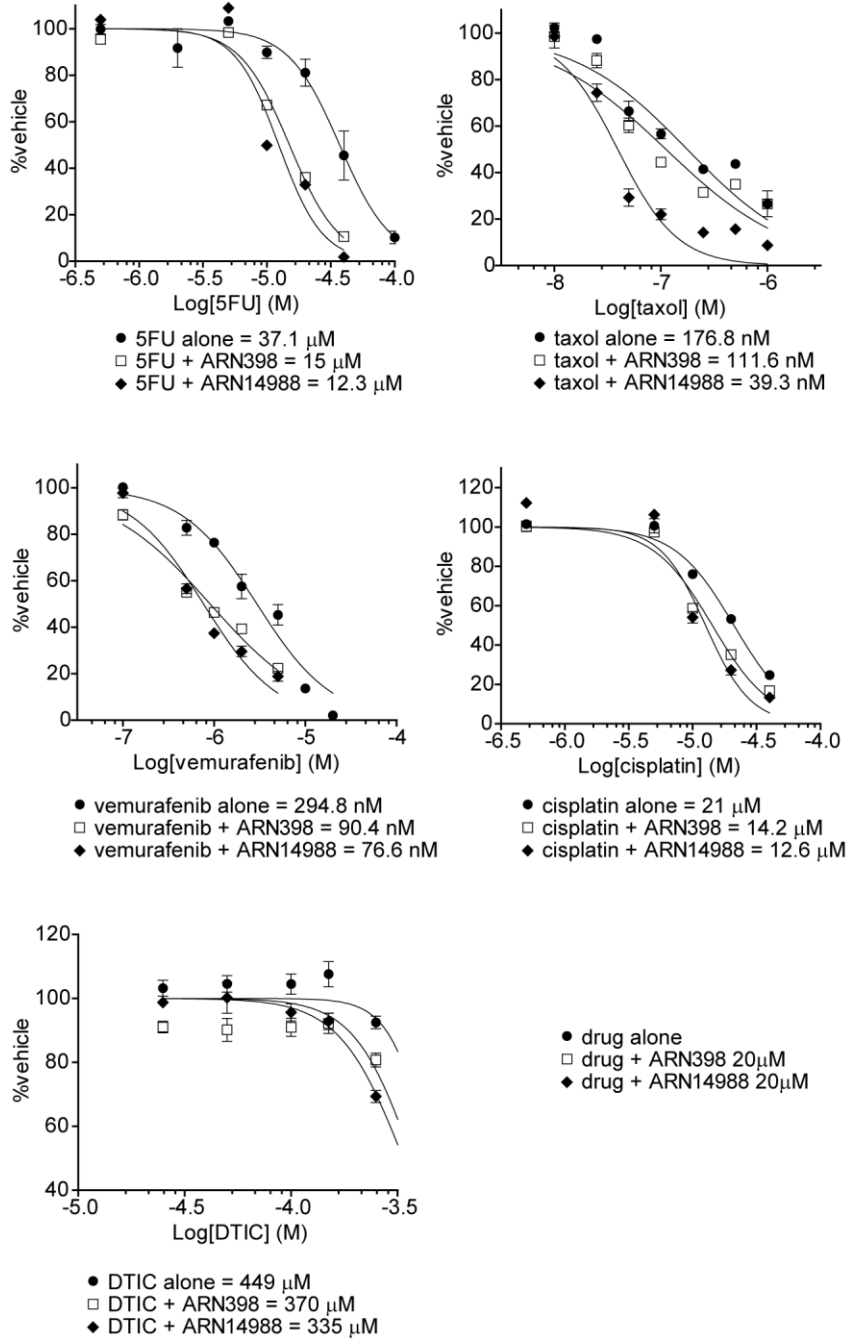 %vehicle
100
80
60
40
20
0
-6.5 -6.0 -5.5 -5.0 -4.5 -4.0
Log[5FU] (M)
● 5FU alone = 37.1 μM
□ 5FU + ARN398 = 15 μM
◆ 5FU + ARN14988 = 12.3 μM
%vehicle
100
80
60
40
20
0
-8 -7 -6
Log[taxol] (M)
● taxol alone = 176.8 nM
□ taxol + ARN398 = 111.6 nM
◆ taxol + ARN14988 = 39.3 nM
%vehicle
100
80
60
40
20
0
-7 -6 -5 -4
Log[vemurafenib] (M)
● vemurafenib alone = 294.8 nM
□ vemurafenib + ARN398 = 90.4 nM
◆ vemurafenib + ARN14988 = 76.6 nM
%vehicle
120
100
80
60
40
20
0
-6.5 -6.0 -5.5 -5.0 -4.5 -4.0
Log[cisplatin] (M)
● cisplatin alone = 21 μM
□ cisplatin + ARN398 = 14.2 μM
◆ cisplatin + ARN14988 = 12.6 μM
%vehicle
120
100
80
60
40
-5.0 -4.5 -4.0 -3.5
Log[DTIC] (M)
● DTIC alone = 449 μM
□ DTIC + ARN398 = 370 μM
◆ DTIC + ARN14988 = 335 μM
● drug alone
□ drug + ARN398 20μM
◆ drug + ARN14988 20μM